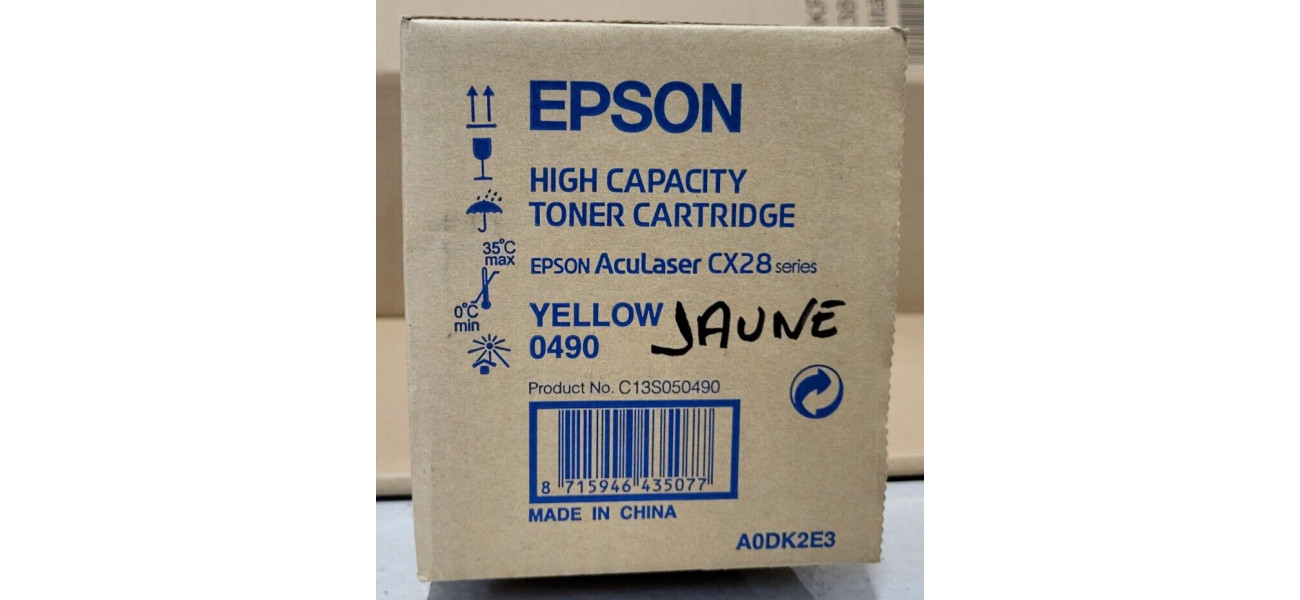 EPSON
HIGH CAPACITY
TONER CARTRIDGE
35°C
max
EPSON AcuLaser CX28 series
0°C
min
YELLOW JAUNE
0490
Product No. C13S050490
8 715946 435077
MADE IN CHINA
A0DK2E3